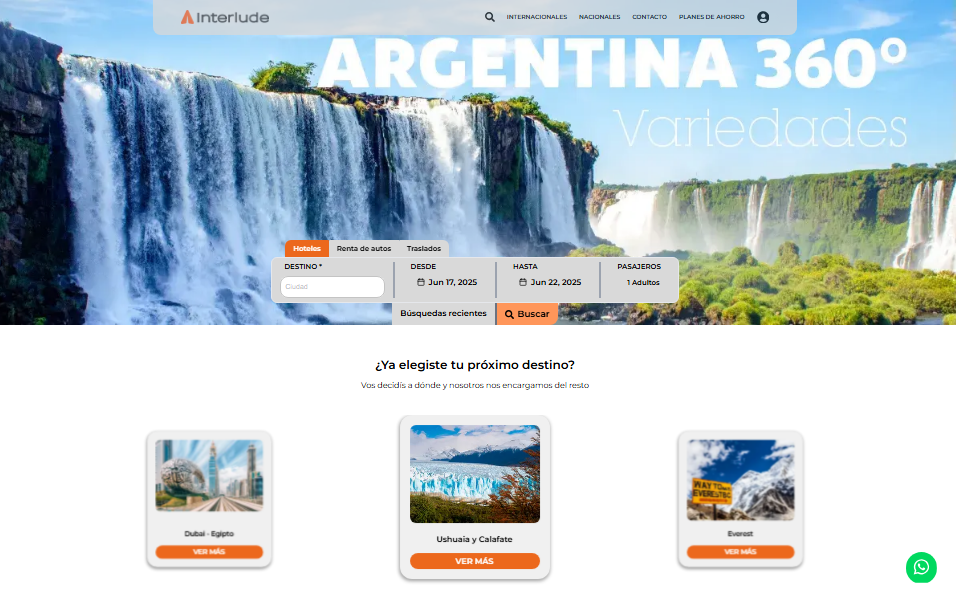 Interlude
INTERNACIONALES NACIONALES CONTACTO PLANES DE AHORRO
ARGENTINA 360°
Variedades
Hoteles Renta de autos Traslados
DESTINO * DESDE HASTA PASAJEROS
Ciudad Jun 17, 2025 Jun 22, 2025 1 Adultos
Búsquedas recientes Buscar
¿Ya elegiste tu próximo destino?
Vos decidís a dónde y nosotros nos encargamos del resto
WAY TO
EVEREST BC
Dubai - Egipto
VER MÁS
Ushuaia y Calafate
VER MÁS
Everest
VER MÁS